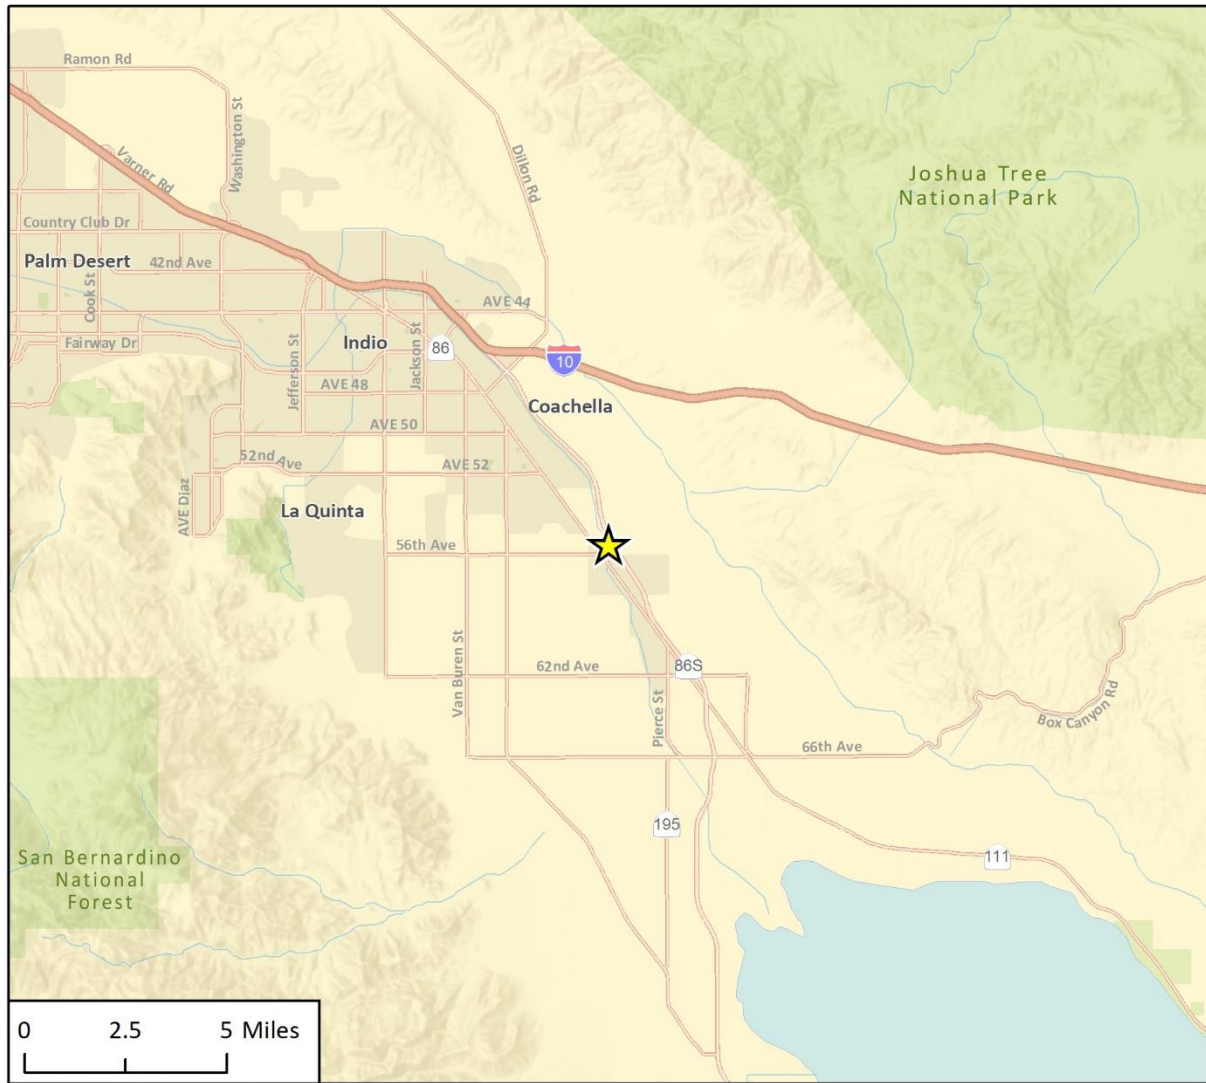 Ramon Rd
Washington St
Varner Rd
Dillon Rd
Joshua Tree
National Park
Country Club Dr
Palm Desert
42nd Ave
Cook St
AVE 44
Fairway Dr
Indio
86
10
Jefferson St
Jackson St
AVE 48
Coachella
AVE 50
52nd Ave
AVE 52
AVE Diaz
La Quinta
56th Ave
Van Buren St
62nd Ave
86S
Pierce St
Box Canyon Rd
66th Ave
195
111
San Bernardino
National
Forest
0 2.5 5 Miles